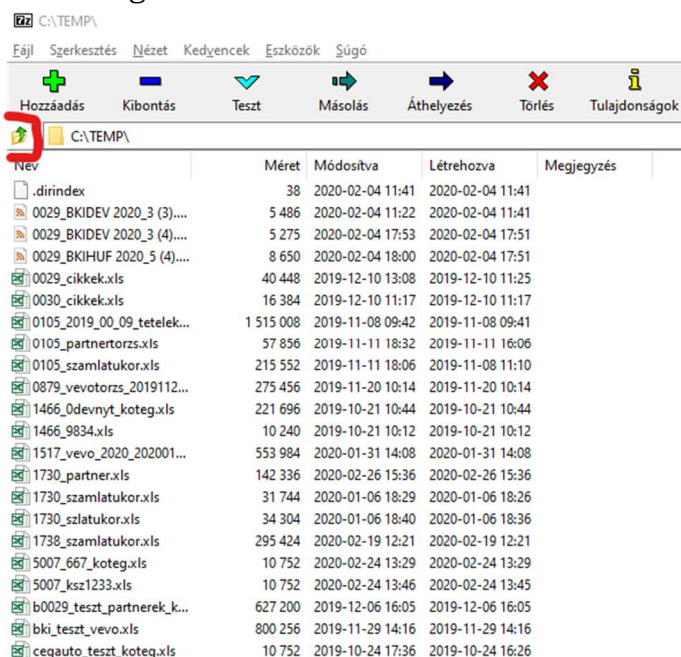 C:\TEMP\
Fájl Szerkesztés Nézet Kedvencek Eszközök Súgó
Hozzáadás Kibontás Teszt Másolás Áthelyezés Törlés Tulajdonságok
C:\TEMP\
Név Méret Módosítva Létrehozva Megjegyzés
.dirindex 38 2020-02-04 11:41 2020-02-04 11:41
0029_BKIDEV 2020_3 (3).... 5 486 2020-02-04 11:22 2020-02-04 11:41
0029_BKIDEV 2020_3 (4).... 5 275 2020-02-04 17:53 2020-02-04 17:51
0029_BKIHUF 2020_5 (4).... 8 650 2020-02-04 18:00 2020-02-04 17:51
0029_cikkek.xls 40 448 2019-12-10 13:08 2019-12-10 11:25
0030_cikkek.xls 16 384 2019-12-10 11:17 2019-12-10 11:17
0105_2019_00_09_tetelek... 1 515 008 2019-11-08 09:42 2019-11-08 09:41
0105_partnertorzs.xls 57 856 2019-11-11 18:32 2019-11-11 16:06
0105_szamlatukor.xls 215 552 2019-11-11 18:06 2019-11-08 11:10
0879_vevotorzs_2019112... 275 456 2019-11-20 10:14 2019-11-20 10:14
1466_0devnyt_koteg.xls 221 696 2019-10-21 10:44 2019-10-21 10:44
1466_9834.xls 10 240 2019-10-21 10:12 2019-10-21 10:12
1517_vevo_2020_202001... 553 984 2020-01-31 14:08 2020-01-31 14:08
1730_partner.xls 142 336 2020-02-26 15:36 2020-02-26 15:36
1730_szamlatukor.xls 31 744 2020-01-06 18:29 2020-01-06 18:26
1730_szlatukor.xls 34 304 2020-01-06 18:40 2020-01-06 18:36
1738_szamlatukor.xls 295 424 2020-02-19 12:21 2020-02-19 12:21
5007_667_koteg.xls 10 752 2020-02-24 13:29 2020-02-24 13:29
5007_ksz1233.xls 10 752 2020-02-24 13:46 2020-02-24 13:45
b0029_teszt_partnerek_k... 627 200 2019-12-06 16:05 2019-12-06 16:05
bki_teszt_vevo.xls 800 256 2019-11-29 14:16 2019-11-29 14:16
cegauto_teszt_koteg.xls 10 752 2019-10-24 17:36 2019-10-24 16:26